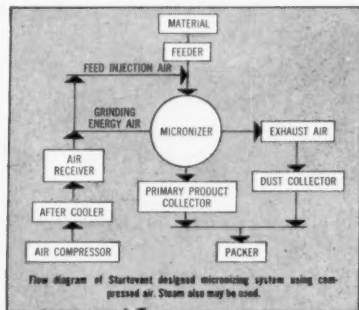 MATERIAL
FEEDER
FEED INJECTION AIR
GRINDING
ENERGY AIR
MICRONIZER
EXHAUST AIR
AIR
RECEIVER
PRIMARY PRODUCT
COLLECTOR
DUST COLLECTOR
AFTER COOLER
AIR COMPRESSOR
PACKER
Flow diagram of Sturtevant designed micronizing system using com-
pressed air. Steam also may be used.